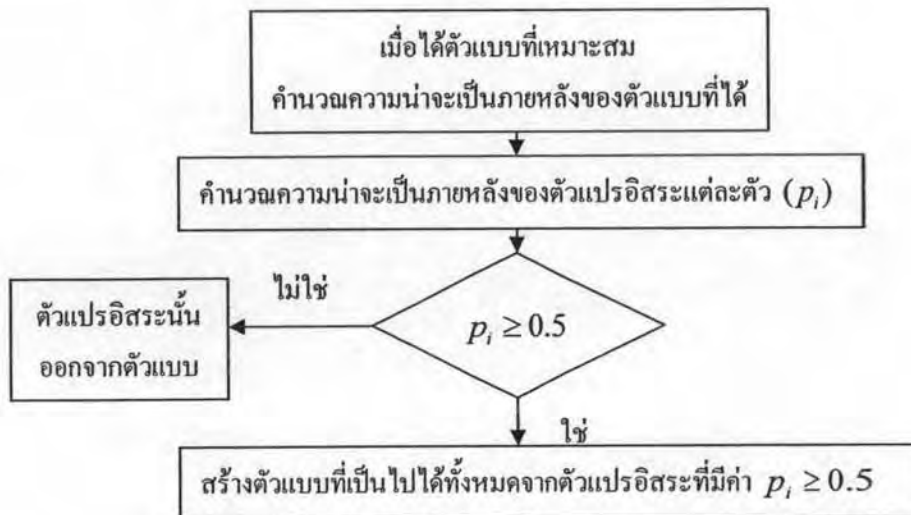 เมื่อได้ตัวแบบที่เหมาะสม
คำนวณความน่าจะเป็นภายหลังของตัวแบบที่ได้
คำนวณความน่าจะเป็นภายหลังของตัวแปรอิสระแต่ละตัว (p_i)
ไม่ใช่
ตัวแปรอิสระนั้น
ออกจากตัวแบบ
p_i ≥ 0.5
ใช่
สร้างตัวแบบที่เป็นไปได้ทั้งหมดจากตัวแปรอิสระที่มีค่า p_i ≥ 0.5